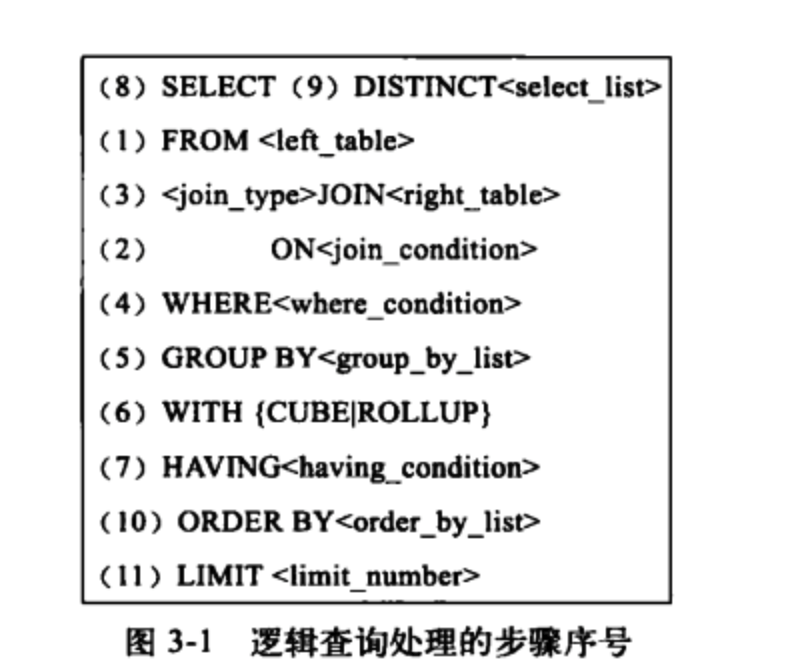 （8）SELECT（9）DISTINCT<select_list>
（1）FROM <left_table>
（3）<join_type>JOIN<right_table>
（2） ON<join_condition>
（4）WHERE<where_condition>
（5）GROUP BY<group_by_list>
（6）WITH {CUBE|ROLLUP}
（7）HAVING<having_condition>
（10）ORDER BY<order_by_list>
（11）LIMIT <limit_number>
图 3-1 逻辑查询处理的步骤序号